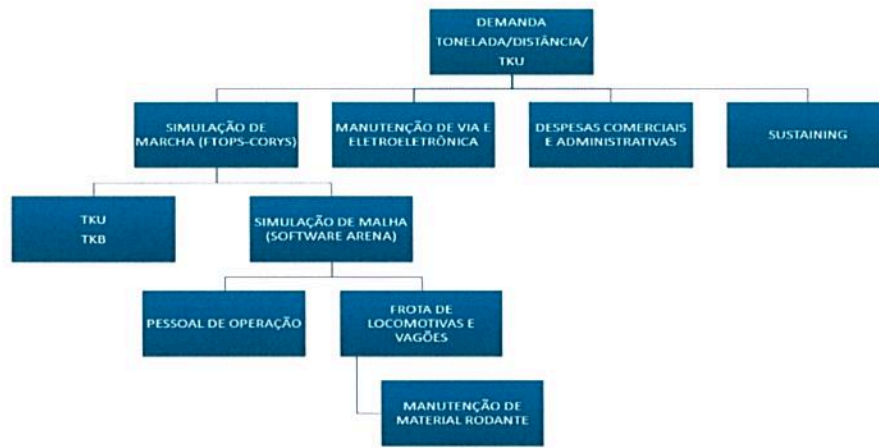 DEMANDA
TONELADA/DISTÂNCIA/
TKU
SIMULAÇÃO DE
MARCHA (FTOPS-CORYS)
MANUTENÇÃO DE VIA E
ELETROELETRÔNICA
DESPESAS COMERCIAIS
E ADMINISTRATIVAS
SUSTAINING
TKU
TKB
SIMULAÇÃO DE MALHA
(SOFTWARE ARENA)
PESSOAL DE OPERAÇÃO
FROTA DE
LOCOMOTIVAS E
VAGÕES
MANUTENÇÃO DE
MATERIAL RODANTE